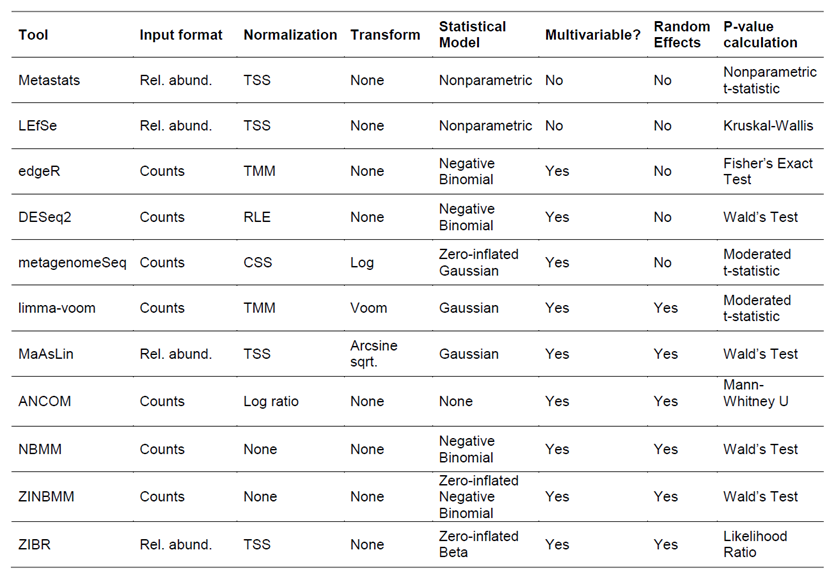 Tool Input format Normalization Transform Statistical Model Multivariable? Random Effects P-value calculation
Metastats Rel. abund. TSS None Nonparametric No No Nonparametric t-statistic
LEfSe Rel. abund. TSS None Nonparametric No No Kruskal-Wallis
edgeR Counts TMM None Negative Binomial Yes No Fisher's Exact Test
DESeq2 Counts RLE None Negative Binomial Yes No Wald's Test
metagenomeSeq Counts CSS Log Zero-inflated Gaussian Yes No Moderated t-statistic
limma-voom Counts TMM Voom Gaussian Yes Yes Moderated t-statistic
MaAsLin Rel. abund. TSS Arcsine sqrt. Gaussian Yes Yes Wald's Test
ANCOM Counts Log ratio None None Yes Yes Mann-Whitney U
NBMM Counts None None Negative Binomial Yes Yes Wald's Test
ZINBMM Counts None None Zero-inflated Negative Binomial Yes Yes Wald's Test
ZIBR Rel. abund. TSS None Zero-inflated Beta Yes Yes Likelihood Ratio